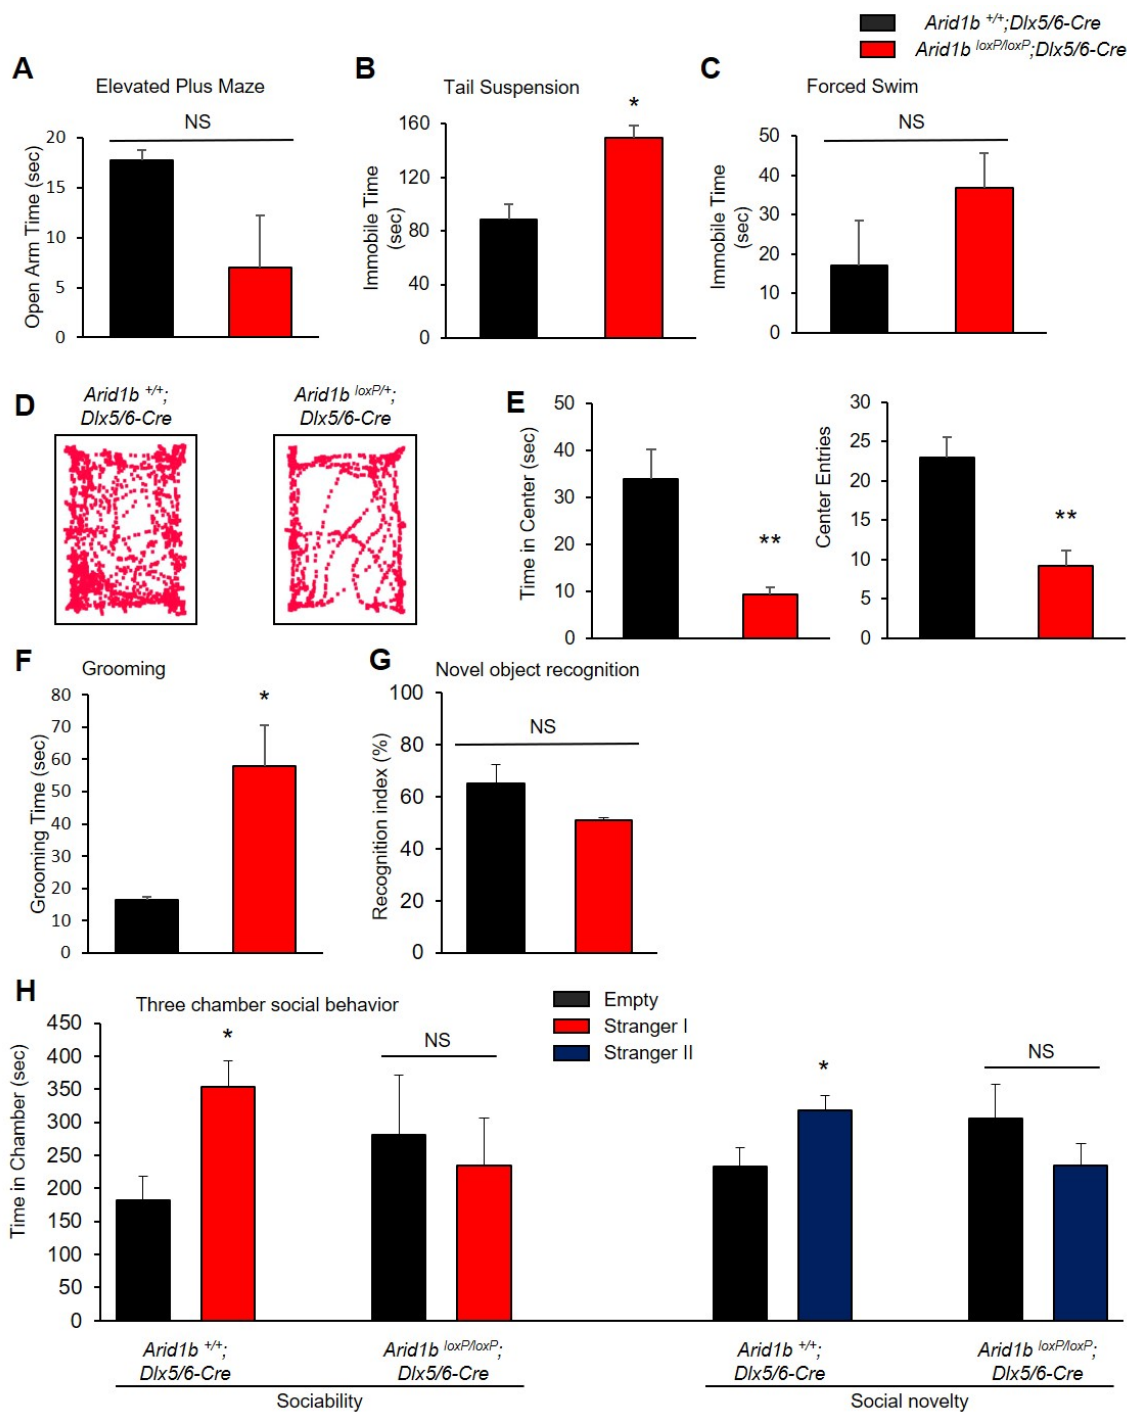 Arid1b +/+;Dlx5/6-Cre
Arid1b loxP/loxP;Dlx5/6-Cre
A
Elevated Plus Maze
NS
20
15
10
5
0
Open Arm Time (sec)
B
Tail Suspension
*
160
120
80
40
0
Immobile Time
(sec)
C
Forced Swim
NS
50
40
30
20
10
0
Immobile Time
(sec)
D
Arid1b +/+;
Dlx5/6-Cre
Arid1b loxP/+;
Dlx5/6-Cre
E
50
40
30
20
10
0
Time in Center (sec)
**
30
25
20
15
10
5
0
Center Entries
**
F
Grooming
*
80
70
60
50
40
30
20
10
0
Grooming Time (sec)
G
Novel object recognition
NS
100
80
60
40
20
0
Recognition index (%)
H
Three chamber social behavior
Empty
Stranger I
Stranger II
450
400
350
300
250
200
150
100
50
0
Time in Chamber (sec)
*
NS
*
NS
Arid1b +/+;
Dlx5/6-Cre
Arid1b loxP/loxP;
Dlx5/6-Cre
Sociability
Arid1b +/+;
Dlx5/6-Cre
Arid1b loxP/loxP;
Dlx5/6-Cre
Social novelty